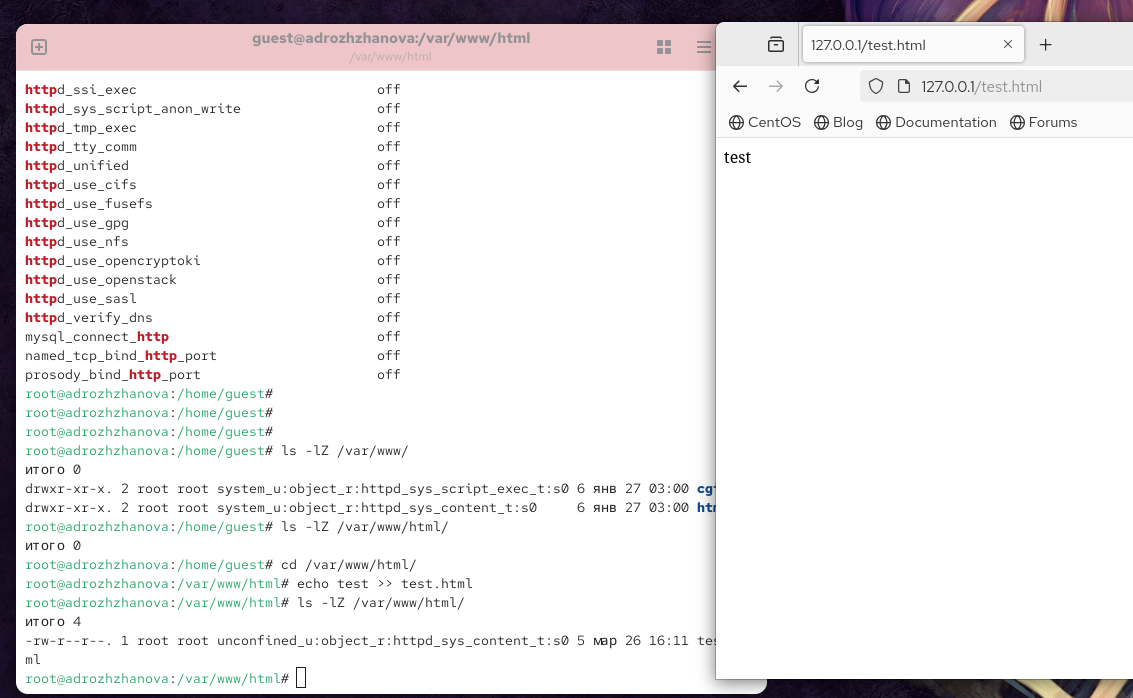 guest@adrozhzhanova:/var/www/html
/var/www/html
httpd_ssi_exec off
httpd_sys_script_anon_write off
httpd_tmp_exec off
httpd_tty_comm off
httpd_unified off
httpd_use_cifs off
httpd_use_fusefs off
httpd_use_gpg off
httpd_use_nfs off
httpd_use_opencryptoki off
httpd_use_openstack off
httpd_use_sasl off
httpd_verify_dns off
mysql_connect_http off
named_tcp_bind_http_port off
prosody_bind_http_port off
root@adrozhzhanova:/home/guest#
root@adrozhzhanova:/home/guest#
root@adrozhzhanova:/home/guest#
root@adrozhzhanova:/home/guest# ls -lZ /var/www/
итого 0
drwxr-xr-x. 2 root root system_u:object_r:httpd_sys_script_exec_t:s0 6 янв 27 03:00
drwxr-xr-x. 2 root root system_u:object_r:httpd_sys_content_t:s0 6 янв 27 03:00
root@adrozhzhanova:/home/guest# ls -lZ /var/www/html/
итого 0
root@adrozhzhanova:/home/guest# cd /var/www/html/
root@adrozhzhanova:/var/www/html# echo test >> test.html
root@adrozhzhanova:/var/www/html# ls -lZ /var/www/html/
итого 4
-rw-r--r--. 1 root root unconfined_u:object_r:httpd_sys_content_t:s0 5 мар 26 16:11 tes
ml
root@adrozhzhanova:/var/www/html#
127.0.0.1/test.html
127.0.0.1/test.html
CentOS Blog Documentation Forums
test